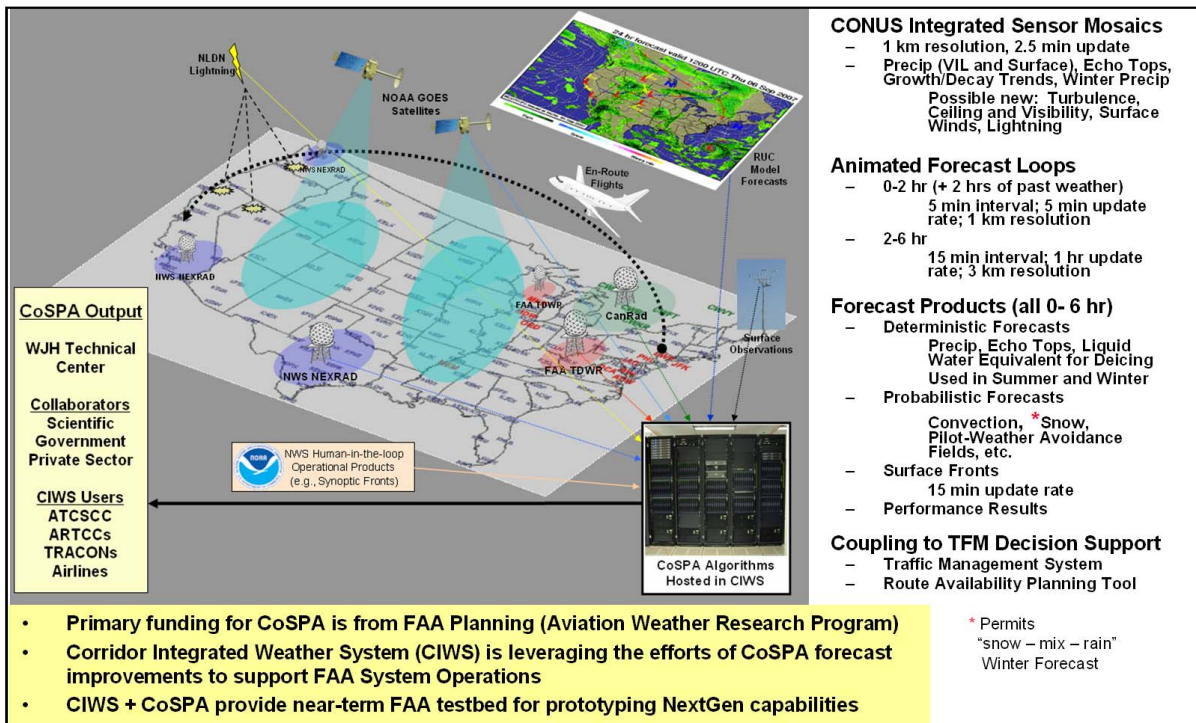 NLDN
Lightning
NOAA GOES
Satellites
24 hr forecast valid 1200 UTC Thu 06 Sep 2007
RUC
Model
Forecasts
En-Route
Flights
NWS NEXRAD
NWS NEXRAD
NWS NEXRAD
FAA TDWR
FAA TDWR
CanRad
Surface
Observations
CoSPA Output
WJH Technical
Center
Collaborators
Scientific
Government
Private Sector
CIWS Users
ATCSCC
ARTCCs
TRACONs
Airlines
NOAA
NWS Human-in-the-loop
Operational Products
(e.g., Synoptic Fronts)
CoSPA Algorithms
Hosted in CIWS
CONUS Integrated Sensor Mosaics
– 1 km resolution, 2.5 min update
– Precip (VIL and Surface), Echo Tops,
Growth/Decay Trends, Winter Precip
Possible new: Turbulence,
Ceiling and Visibility, Surface
Winds, Lightning
Animated Forecast Loops
– 0-2 hr (+ 2 hrs of past weather)
5 min interval; 5 min update
rate; 1 km resolution
– 2-6 hr
15 min interval; 1 hr update
rate; 3 km resolution
Forecast Products (all 0- 6 hr)
– Deterministic Forecasts
Precip, Echo Tops, Liquid
Water Equivalent for Deicing
Used in Summer and Winter
– Probabilistic Forecasts
Convection, *Snow,
Pilot-Weather Avoidance
Fields, etc.
– Surface Fronts
15 min update rate
– Performance Results
Coupling to TFM Decision Support
– Traffic Management System
– Route Availability Planning Tool
* Permits
“snow – mix – rain”
Winter Forecast
• Primary funding for CoSPA is from FAA Planning (Aviation Weather Research Program)
• Corridor Integrated Weather System (CIWS) is leveraging the efforts of CoSPA forecast
improvements to support FAA System Operations
• CIWS + CoSPA provide near-term FAA testbed for prototyping NextGen capabilities